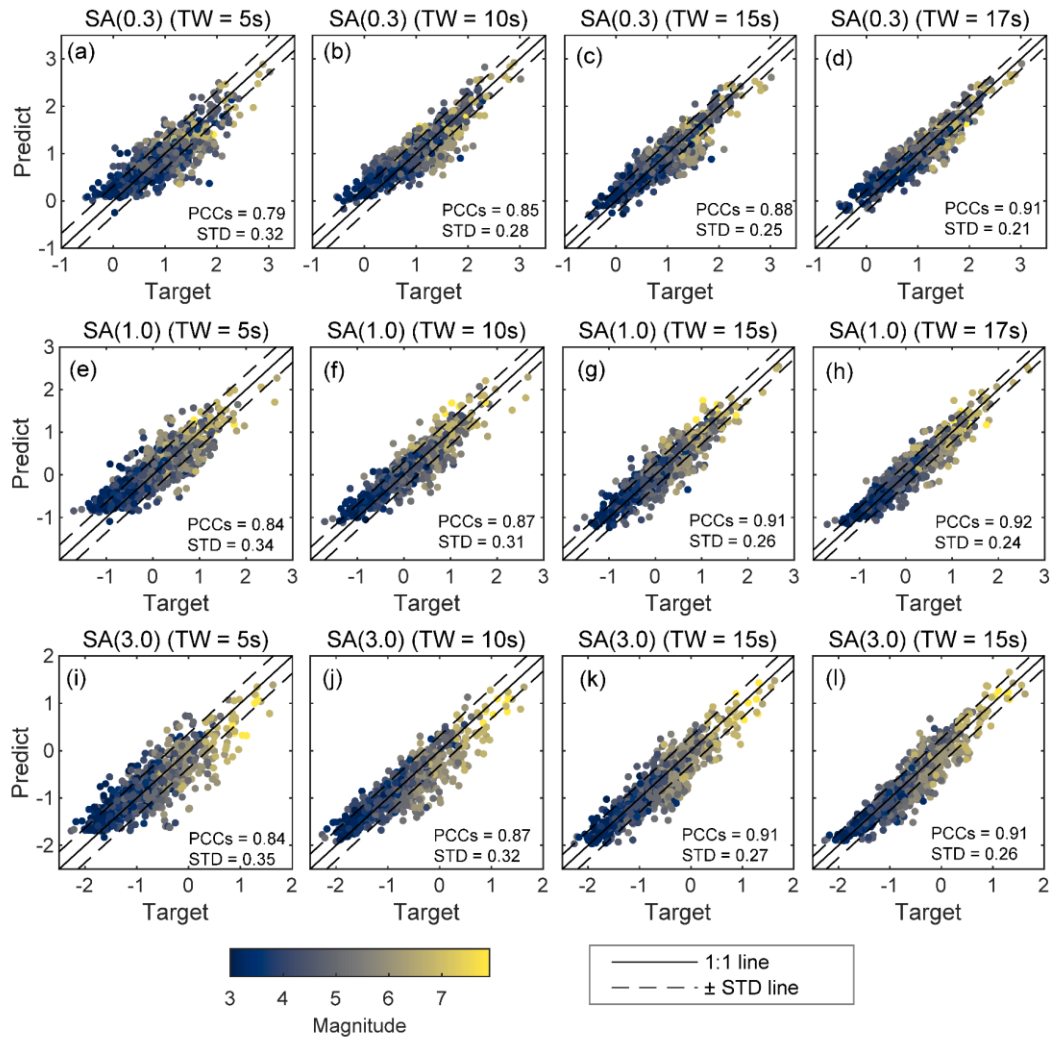 SA(0.3) (TW = 5s) SA(0.3) (TW = 10s) SA(0.3) (TW = 15s) SA(0.3) (TW = 17s)
(a) (b) (c) (d)
3
2
1
0
-1
Predict
PCCs = 0.79 PCCs = 0.85 PCCs = 0.88 PCCs = 0.91
STD = 0.32 STD = 0.28 STD = 0.25 STD = 0.21
-1 0 1 2 3 -1 0 1 2 3 -1 0 1 2 3 -1 0 1 2 3
Target Target Target Target
SA(1.0) (TW = 5s) SA(1.0) (TW = 10s) SA(1.0) (TW = 15s) SA(1.0) (TW = 17s)
3
(e) (f) (g) (h)
2
1
0
-1
Predict
PCCs = 0.84 PCCs = 0.87 PCCs = 0.91 PCCs = 0.92
STD = 0.34 STD = 0.31 STD = 0.26 STD = 0.24
-1 0 1 2 3 -1 0 1 2 3 -1 0 1 2 3 -1 0 1 2 3
Target Target Target Target
SA(3.0) (TW = 5s) SA(3.0) (TW = 10s) SA(3.0) (TW = 15s) SA(3.0) (TW = 15s)
2
(i) (j) (k) (l)
1
0
-1
-2
Predict
PCCs = 0.84 PCCs = 0.87 PCCs = 0.91 PCCs = 0.91
STD = 0.35 STD = 0.32 STD = 0.27 STD = 0.26
-2 -1 0 1 2 -2 -1 0 1 2 -2 -1 0 1 2 -2 -1 0 1 2
Target Target Target Target
3 4 5 6 7
Magnitude
1:1 line
± STD line